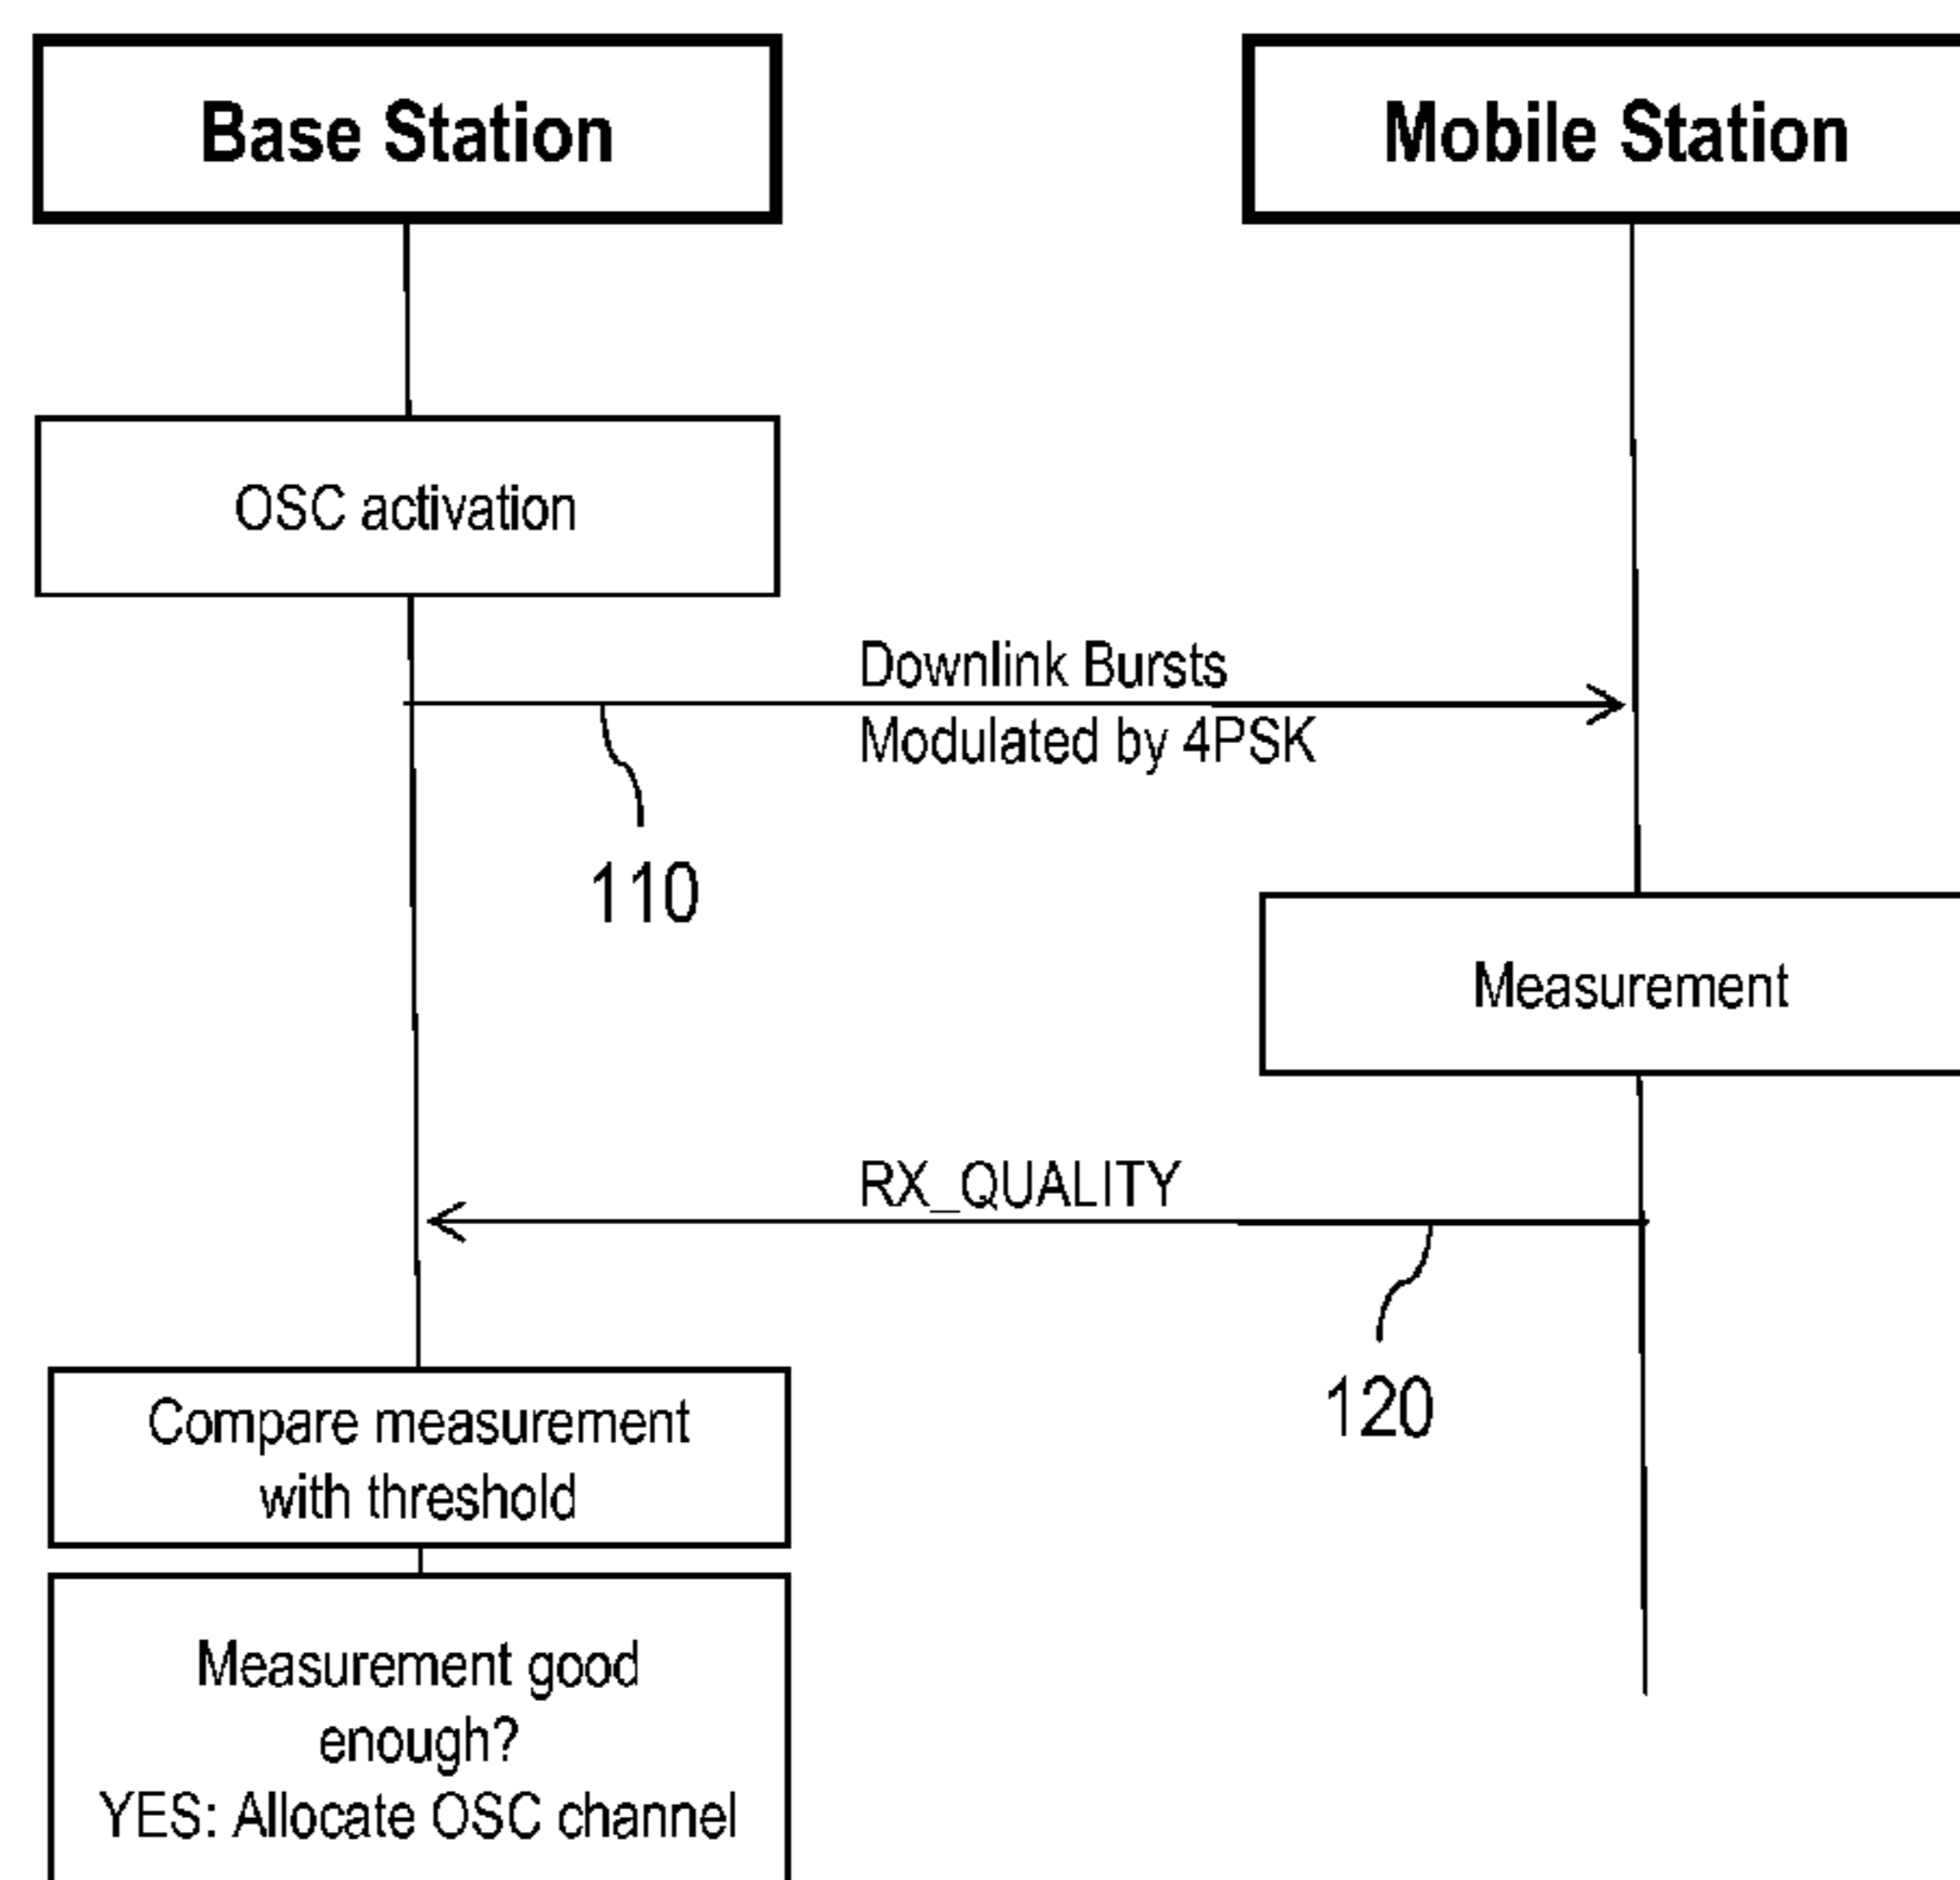 Base Station
Mobile Station
OSC activation
Downlink Bursts
Modulated by 4PSK
110
Measurement
RX_QUALITY
120
Compare measurement
with threshold
Measurement good
enough?
YES: Allocate OSC channel